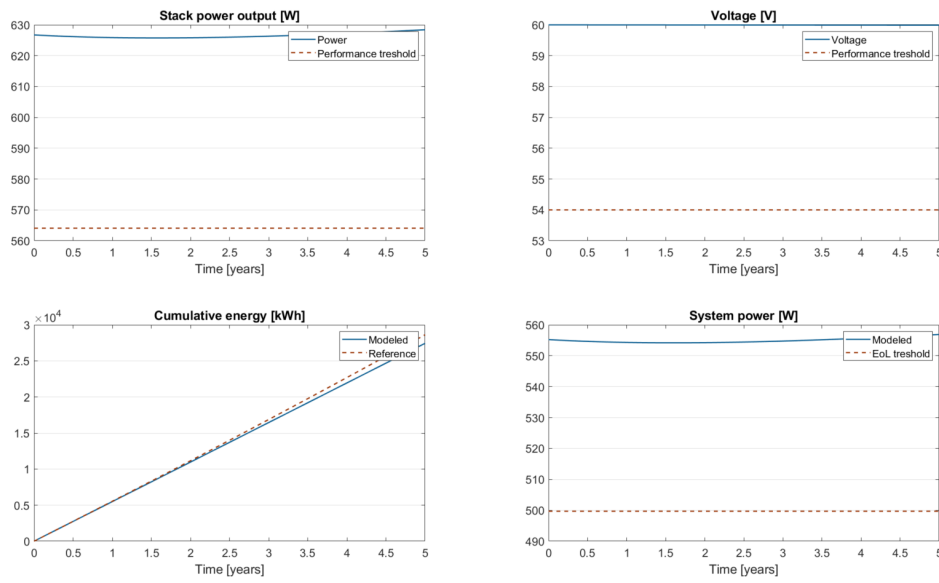 Stack power output [W]
630
620
610
600
590
580
570
560
0 0.5 1 1.5 2 2.5 3 3.5 4 4.5 5
Time [years]
Power
Performance treshold
Voltage [V]
60
59
58
57
56
55
54
53
0 0.5 1 1.5 2 2.5 3 3.5 4 4.5 5
Time [years]
Voltage
Performance treshold
Cumulative energy [kWh]
×10⁴
3
2.5
2
1.5
1
0.5
0
0 0.5 1 1.5 2 2.5 3 3.5 4 4.5 5
Time [years]
Modeled
Reference
System power [W]
560
550
540
530
520
510
500
490
0 0.5 1 1.5 2 2.5 3 3.5 4 4.5 5
Time [years]
Modeled
EoL treshold